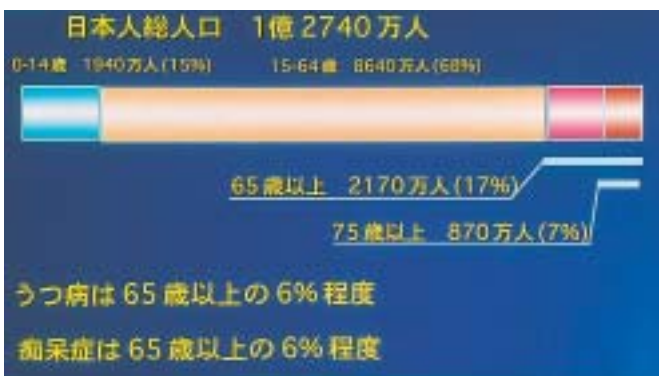 日本人総人口　1億2740万人
0-14歳　1940万人(15%)　15-64歳　8640万人(68%)
65歳以上　2170万人(17%)
75歳以上　870万人(7%)
うつ病は65歳以上の6%程度
痴呆症は65歳以上の6%程度